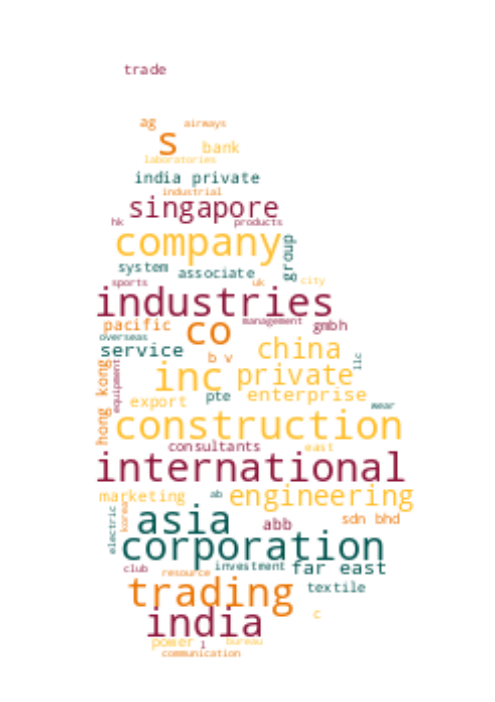 trade
ag airways
s bank
laboratories
india private
industrial
singapore
hk products
company group
system associate
sports uk city
industries
pacific co management gmbh
overseas
service b v china llc
hong kong equipment inc private
export pte enterprise wear
construction
consultants east
international
marketing ab engineering
electric korea asia abb sdn bhd
corporation
club resource investment far east
trading textile
india c
power i bureau
communication